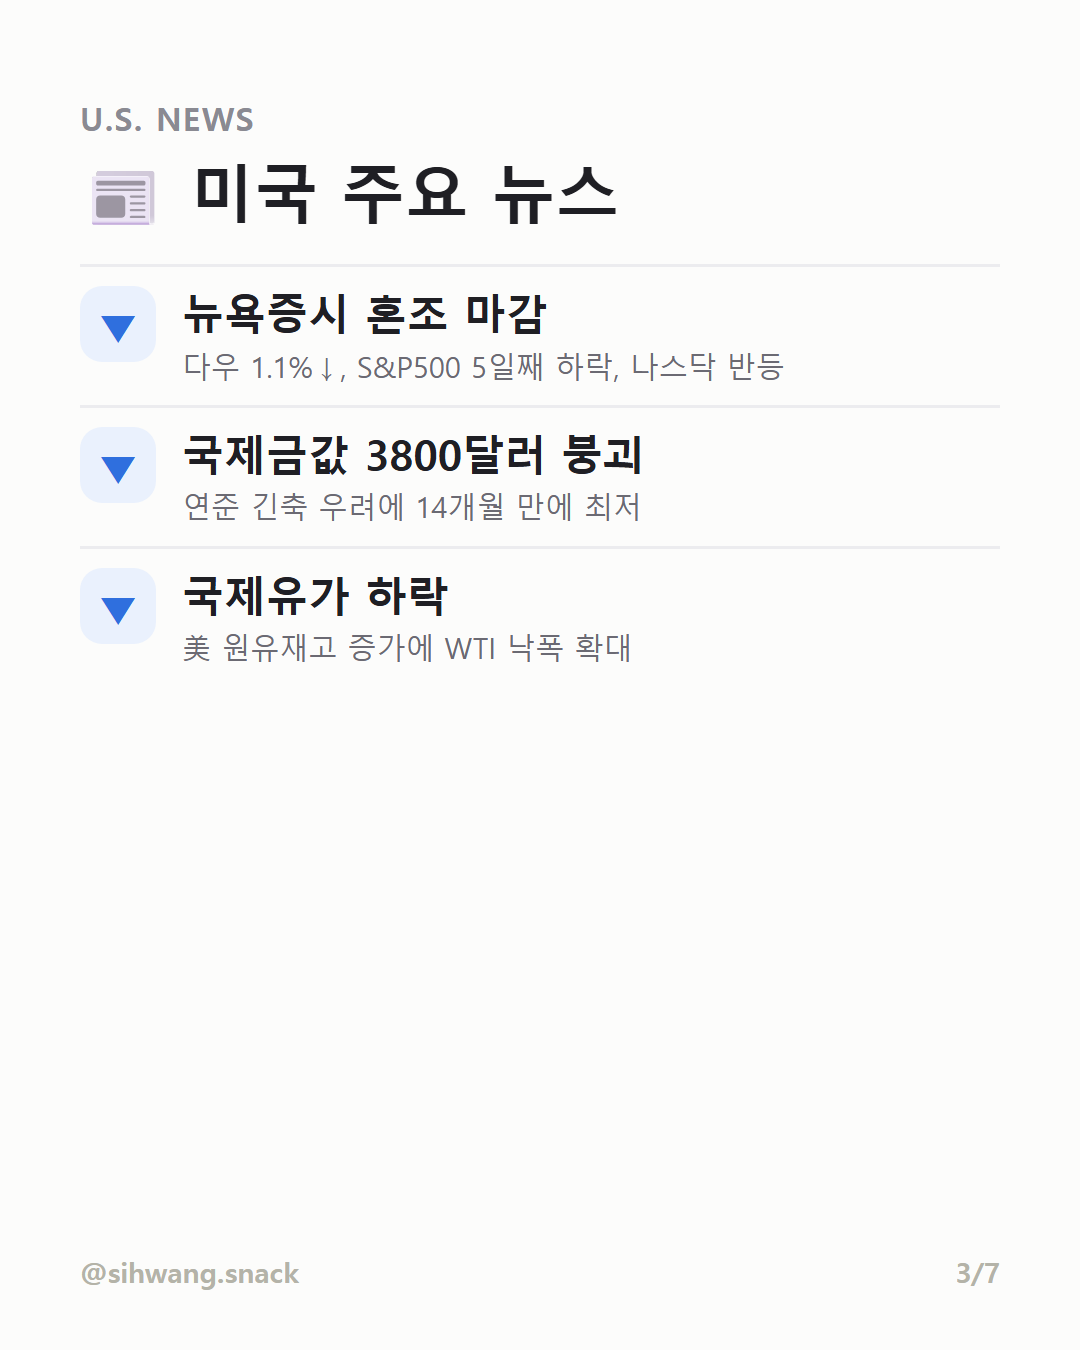 U.S. NEWS
미국 주요 뉴스
뉴욕증시 혼조 마감
다우 1.1%↓, S&P500 5일째 하락, 나스닥 반등
국제금값 3800달러 붕괴
연준 긴축 우려에 14개월 만에 최저
국제유가 하락
美 원유재고 증가에 WTI 낙폭 확대
@sihwang.snack
3/7